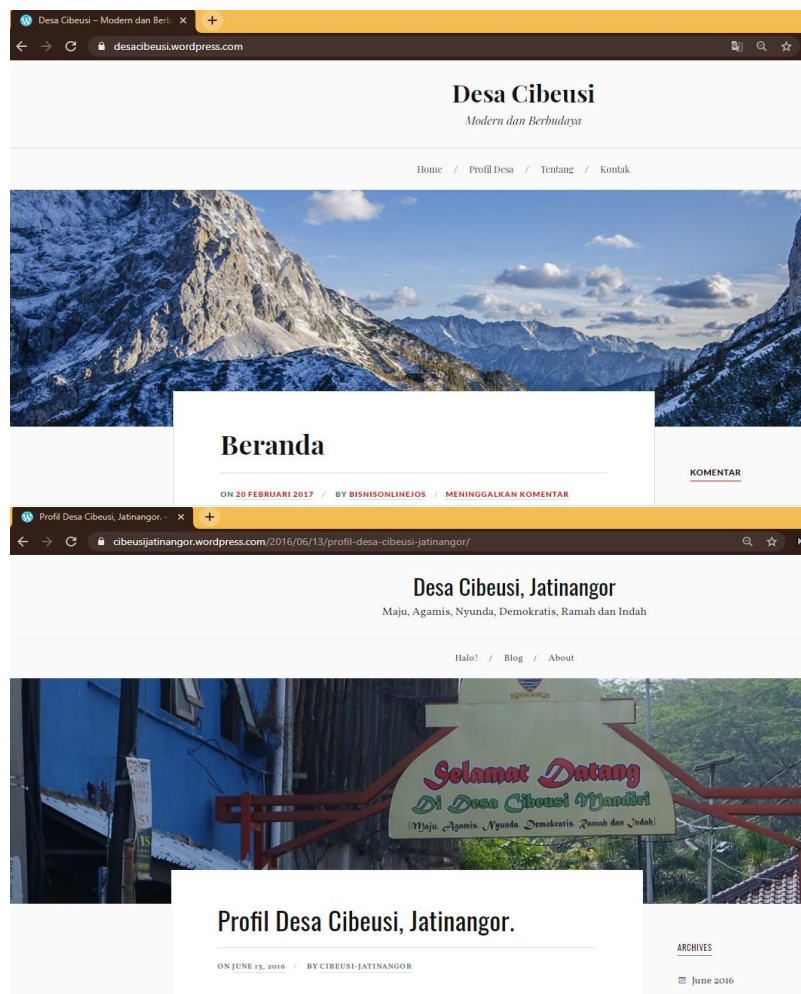 Desa Cibeusi – Modern dan Berb
desacibeusi.wordpress.com
Desa Cibeusi
Modern dan Berbudaya
Home / Profil Desa / Tentang / Kontak
Beranda
KOMENTAR
ON 20 FEBRUARI 2017 / BY BISNISONLINEJOS / MENINGGALKAN KOMENTAR
Profil Desa Cibeusi, Jatinangor. –
cibeusijatinangor.wordpress.com/2016/06/13/profil-desa-cibeusi-jatinangor/
Desa Cibeusi, Jatinangor
Maju, Agamis, Nyunda, Demokratis, Ramah dan Indah
Halo! / Blog / About
Selamat Datang
Di Desa Cibeusi Mandiri
(Maju, Agamis, Nyunda, Demokratis, Ramah dan Indah)
Profil Desa Cibeusi, Jatinangor.
ARCHIVES
ON JUNE 13, 2016 / BY CIBEUSI-JATINANGOR
June 2016